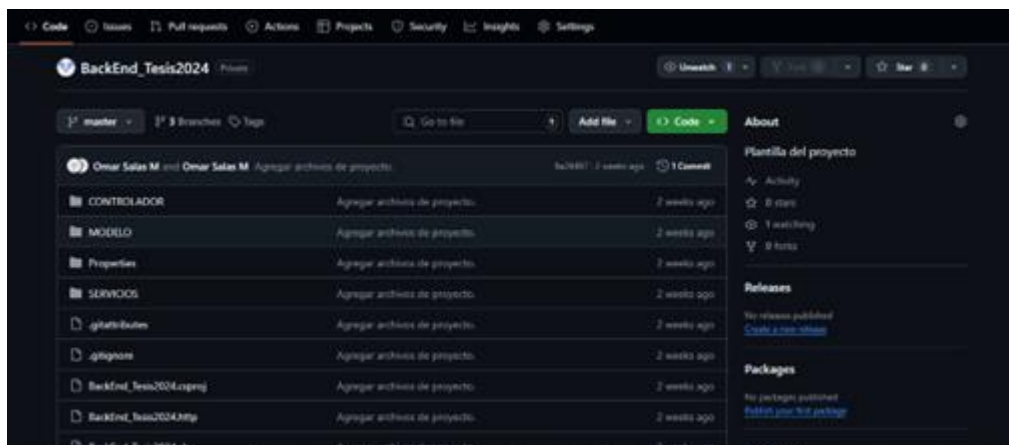 Code Issues Pull requests Actions Projects Security Insights Settings
BackEnd_Tesis2024 Private
Unwatch 1 Star 0
master 3 Branches Tags Go to file Add file Code
Omar Salas M and Omar Salas M Agregar archivos de proyecto. 2 weeks ago 1 Commit
CONTROLADOR Agregar archivos de proyecto. 2 weeks ago
MODELO Agregar archivos de proyecto. 2 weeks ago
Properties Agregar archivos de proyecto. 2 weeks ago
SERVICIOS Agregar archivos de proyecto. 2 weeks ago
.gitattributes Agregar archivos de proyecto. 2 weeks ago
.gitignore Agregar archivos de proyecto. 2 weeks ago
BackEnd_Tesis2024.csproj Agregar archivos de proyecto. 2 weeks ago
BackEnd_Tesis2024.http Agregar archivos de proyecto. 2 weeks ago
About
Plantilla del proyecto
Activity
0 stars
1 watching
0 forks
Releases
No releases published
Create a new release
Packages
No packages published
Publish your first package